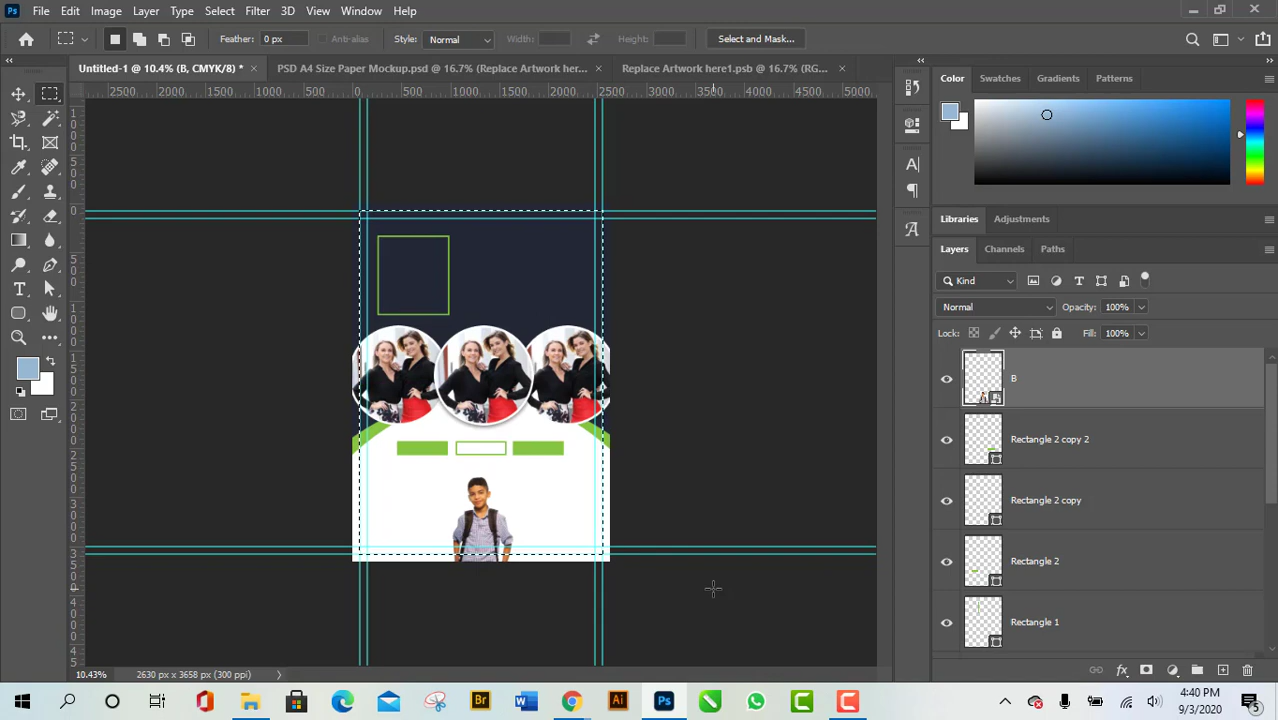 Ps File Edit Image Layer Type Select Filter 3D View Window Help
Feather: 0 px Anti-alias Style: Normal Width: Height: Select and Mask...
Untitled-1 @ 10.4% (B, CMYK/8) * × PSD A4 Size Paper Mockup.psd @ 16.7% (Replace Artwork her... × Replace Artwork here1.psb @ 16.7% (RG... ×
2500 2000 1500 1000 500 0 500 1000 1500 2000 2500 3000 3500 4000 4500 5000
Color Swatches Gradients Patterns
Libraries Adjustments
Layers Channels Paths
Kind
Normal Opacity: 100%
Lock: Fill: 100%
B
Rectangle 2 copy 2
Rectangle 2 copy
Rectangle 2
Rectangle 1
10.43% 2630 px x 3658 px (300 ppi)
Br Ai Ps
4:40 PM
9/3/2020
5